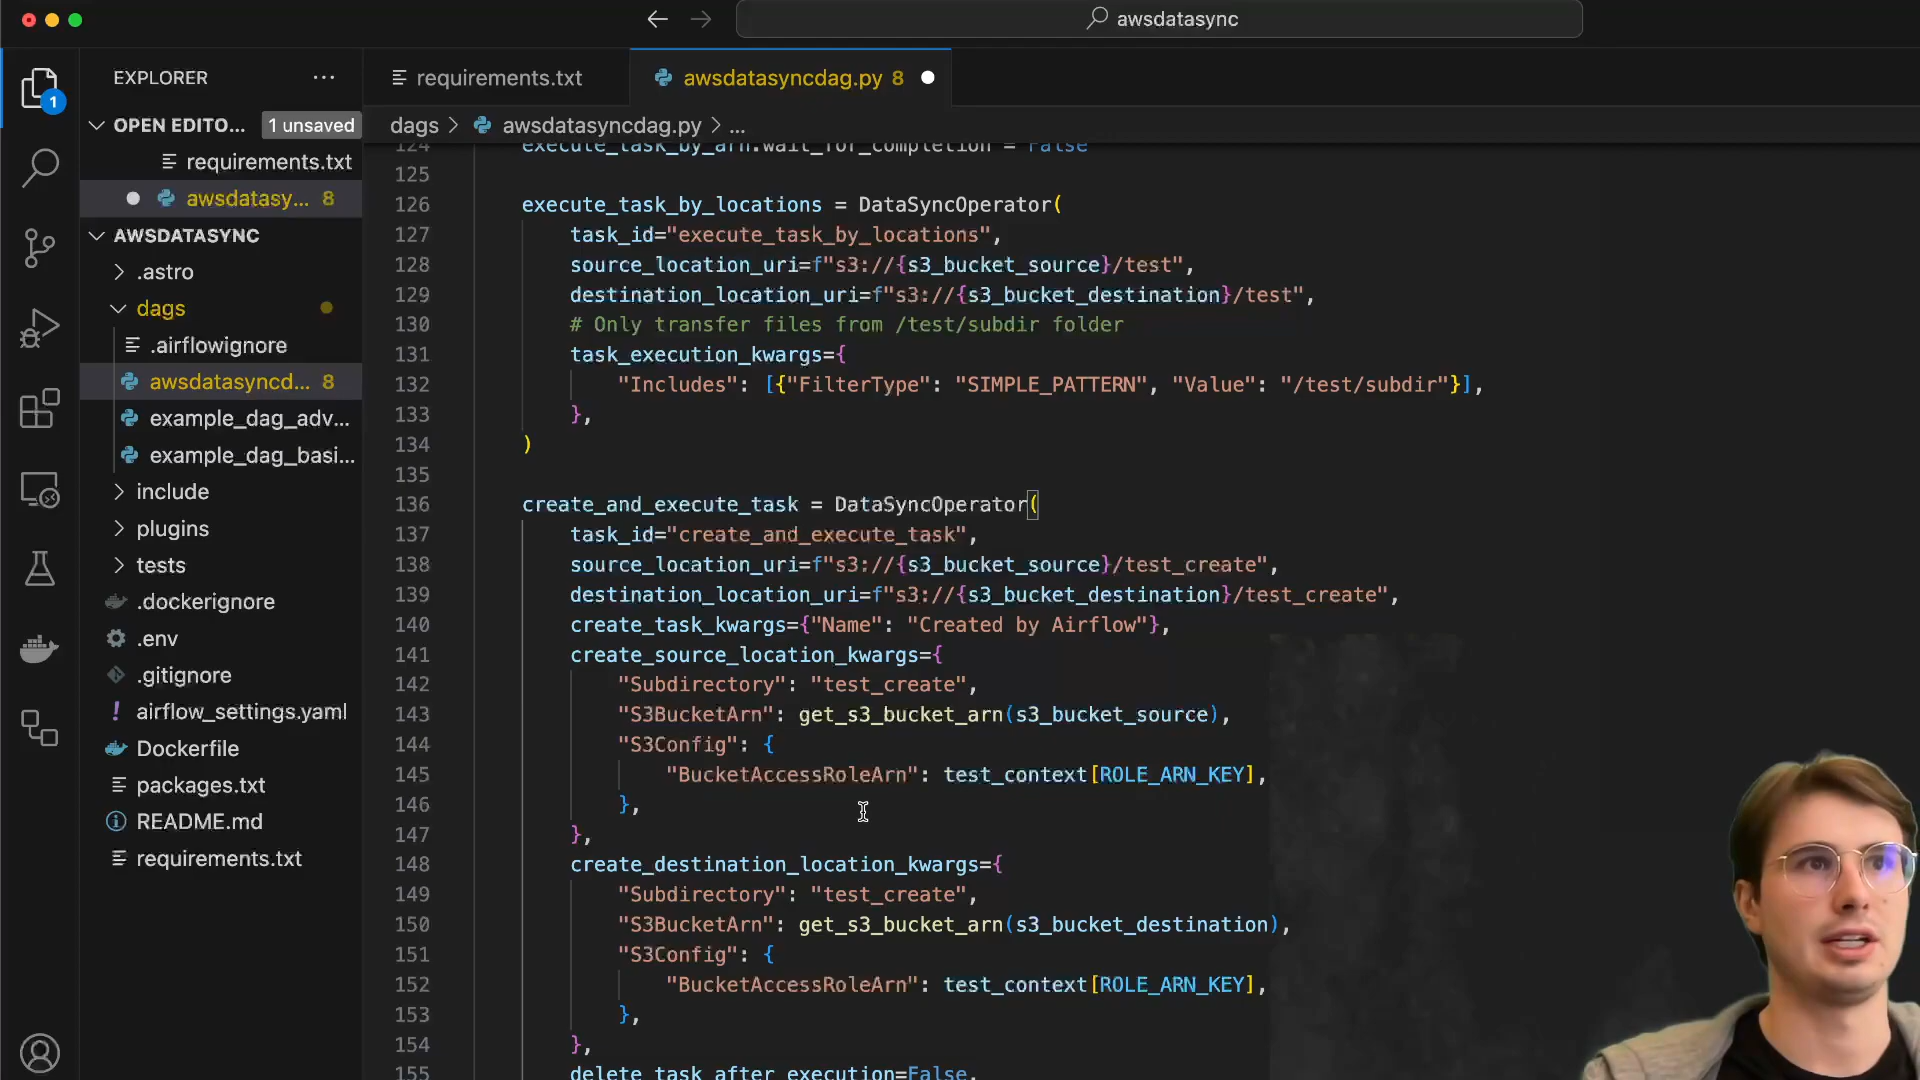 awsdatasync
EXPLORER
requirements.txt
awsdatasyncdag.py 8
1
OPEN EDITO... 1 unsaved
dags > awsdatasyncdag.py > ...
requirements.txt
awsdatasy... 8
AWSDATASYNC
.astro
dags
.airflowignore
awsdatasyncd... 8
example_dag_adv...
example_dag_basi...
include
plugins
tests
.dockerignore
.env
.gitignore
airflow_settings.yaml
Dockerfile
packages.txt
README.md
requirements.txt
124 execute_task_by_arn.wait_for_completion = False
125
126 execute_task_by_locations = DataSyncOperator(
127 task_id="execute_task_by_locations",
128 source_location_uri=f"s3://{s3_bucket_source}/test",
129 destination_location_uri=f"s3://{s3_bucket_destination}/test",
130 # Only transfer files from /test/subdir folder
131 task_execution_kwargs={
132 "Includes": [{"FilterType": "SIMPLE_PATTERN", "Value": "/test/subdir"}],
133 },
134 )
135
136 create_and_execute_task = DataSyncOperator(
137 task_id="create_and_execute_task",
138 source_location_uri=f"s3://{s3_bucket_source}/test_create",
139 destination_location_uri=f"s3://{s3_bucket_destination}/test_create",
140 create_task_kwargs={"Name": "Created by Airflow"},
141 create_source_location_kwargs={
142 "Subdirectory": "test_create",
143 "S3BucketArn": get_s3_bucket_arn(s3_bucket_source),
144 "S3Config": {
145 "BucketAccessRoleArn": test_context[ROLE_ARN_KEY],
146 },
147 },
148 create_destination_location_kwargs={
149 "Subdirectory": "test_create",
150 "S3BucketArn": get_s3_bucket_arn(s3_bucket_destination),
151 "S3Config": {
152 "BucketAccessRoleArn": test_context[ROLE_ARN_KEY],
153 },
154 },
155 delete_task_after_execution=False,